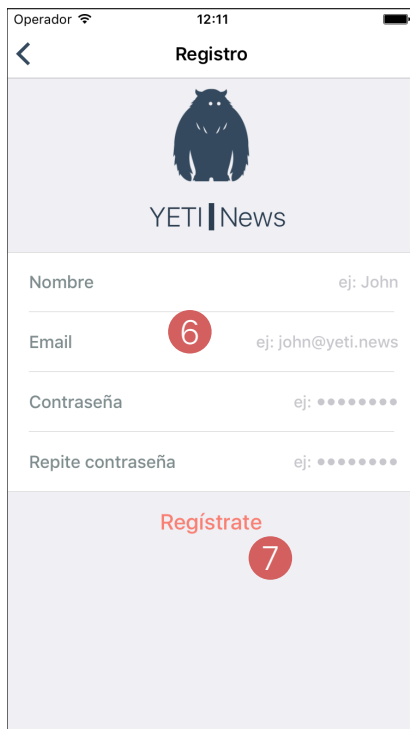 Operador 12:11
Registro
YETI News
Nombre ej: John
6
Email ej: john@yeti.news
Contraseña ej: ●●●●●●●●
Repite contraseña ej: ●●●●●●●●
Regístrate
7